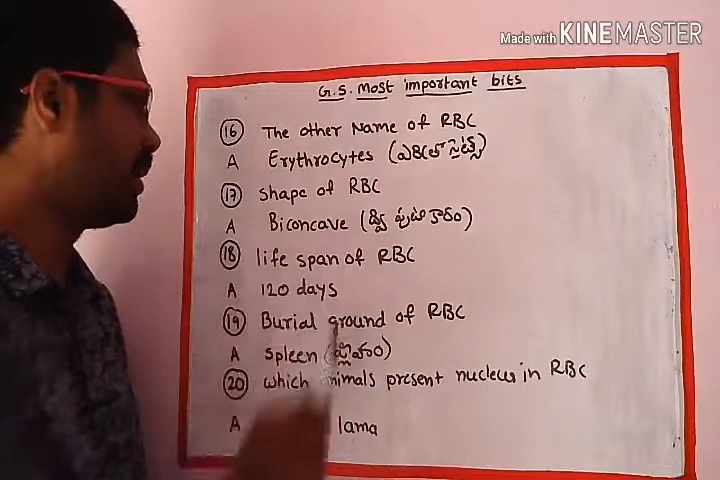 Made with KINEMASTER
G.S. Most important bits
16 The other Name of RBC
A Erythrocytes (ఎరిత్రోసైట్స్)
17 shape of RBC
A Biconcave (ద్వి పుటాకారం)
18 life span of RBC
A 120 days
19 Burial ground of RBC
A spleen (ప్లీహం)
20 which animals present nucleus in RBC
A lama